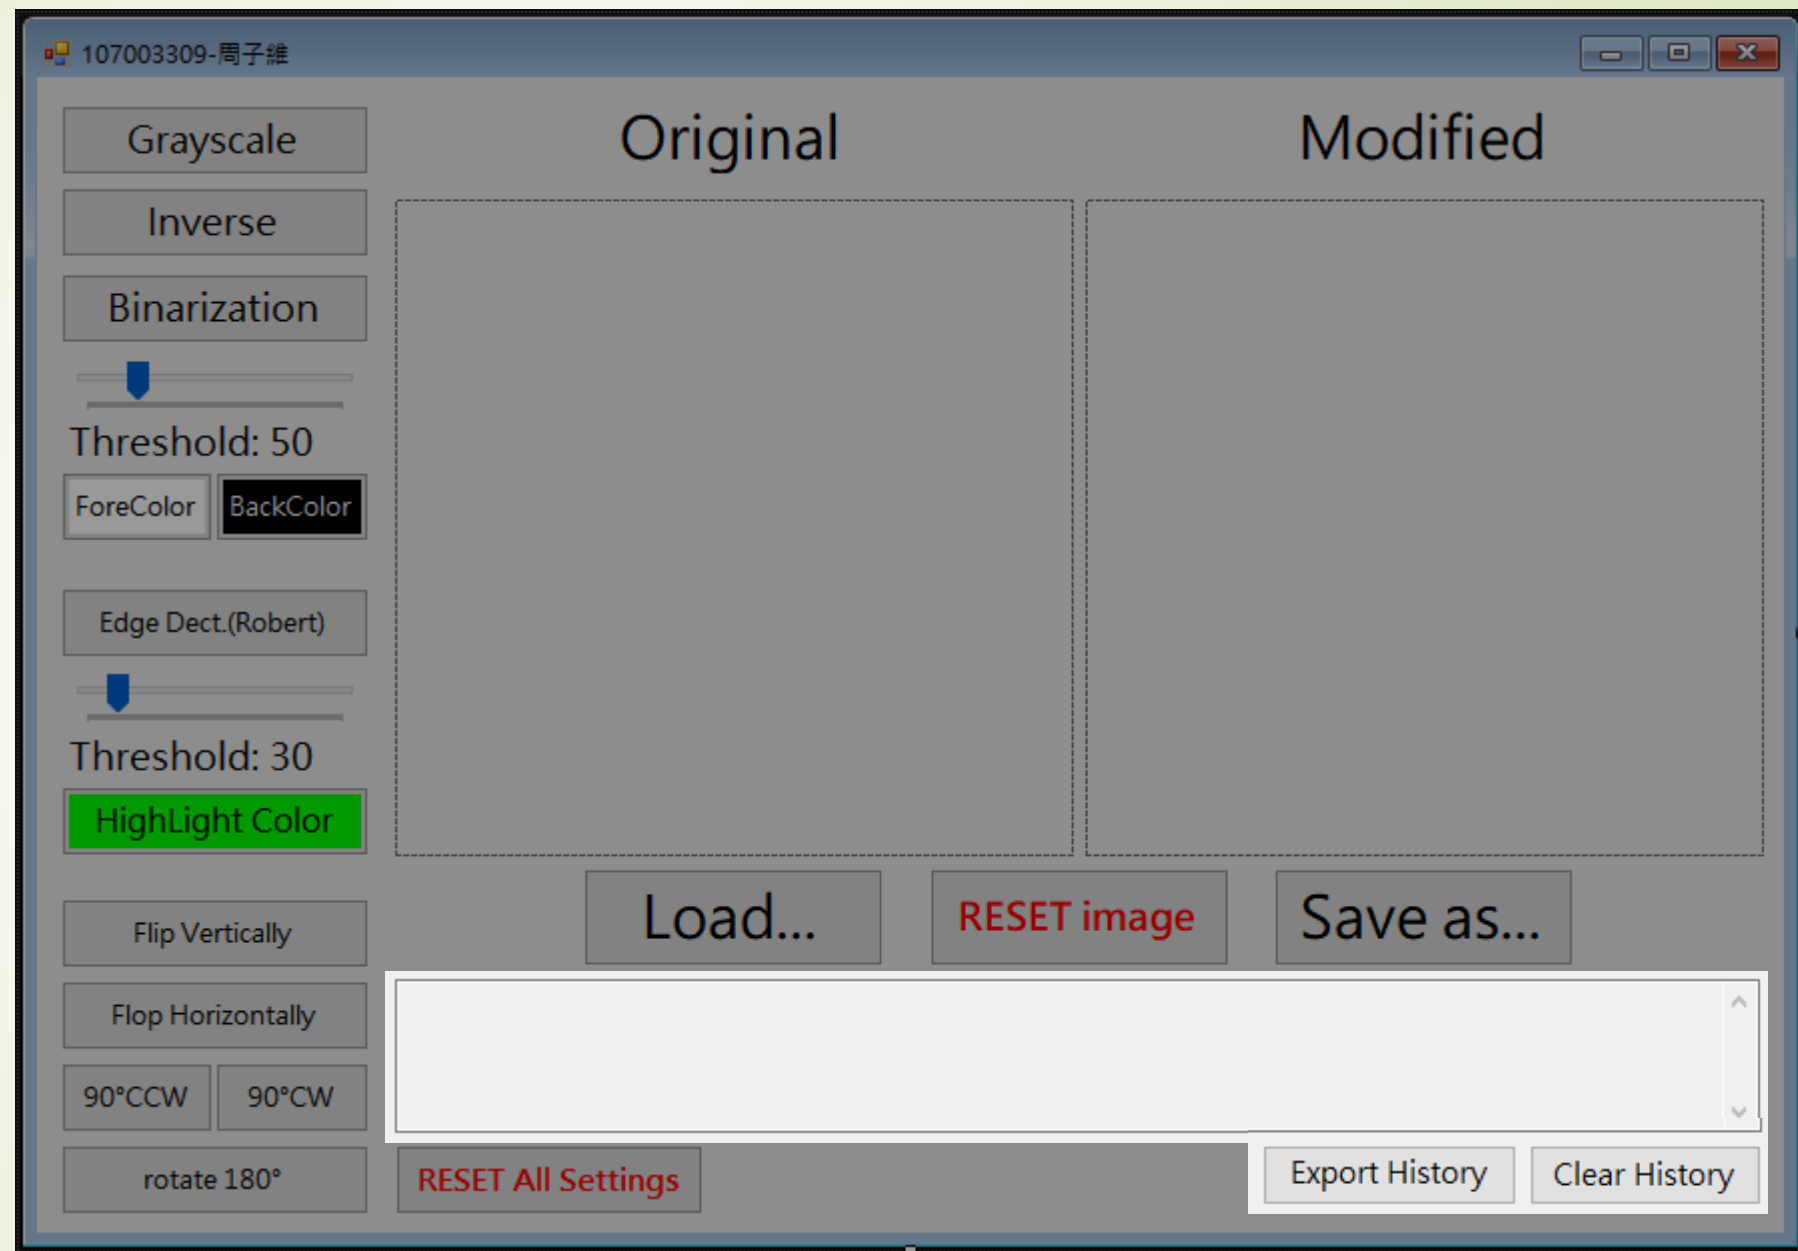 107003309-周子維
Grayscale
Original
Modified
Inverse
Binarization
Threshold: 50
ForeColor
BackColor
Edge Dect.(Robert)
Threshold: 30
HighLight Color
Load...
RESET image
Save as...
Flip Vertically
Flop Horizontally
90°CCW
90°CW
rotate 180°
RESET All Settings
Export History
Clear History